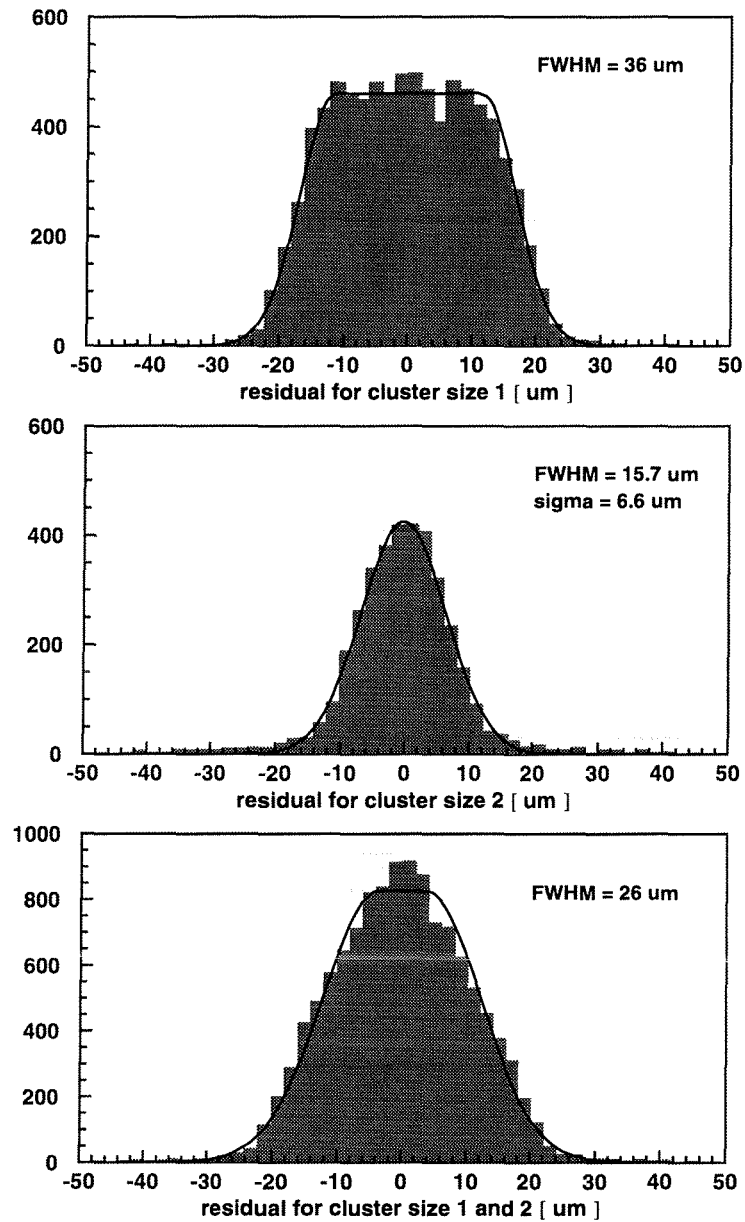 600
FWHM = 36 um
400
200
0
-50 -40 -30 -20 -10 0 10 20 30 40 50
residual for cluster size 1 [ um ]
600
FWHM = 15.7 um
sigma = 6.6 um
400
200
0
-50 -40 -30 -20 -10 0 10 20 30 40 50
residual for cluster size 2 [ um ]
1000
800
FWHM = 26 um
600
400
200
0
-50 -40 -30 -20 -10 0 10 20 30 40 50
residual for cluster size 1 and 2 [ um ]